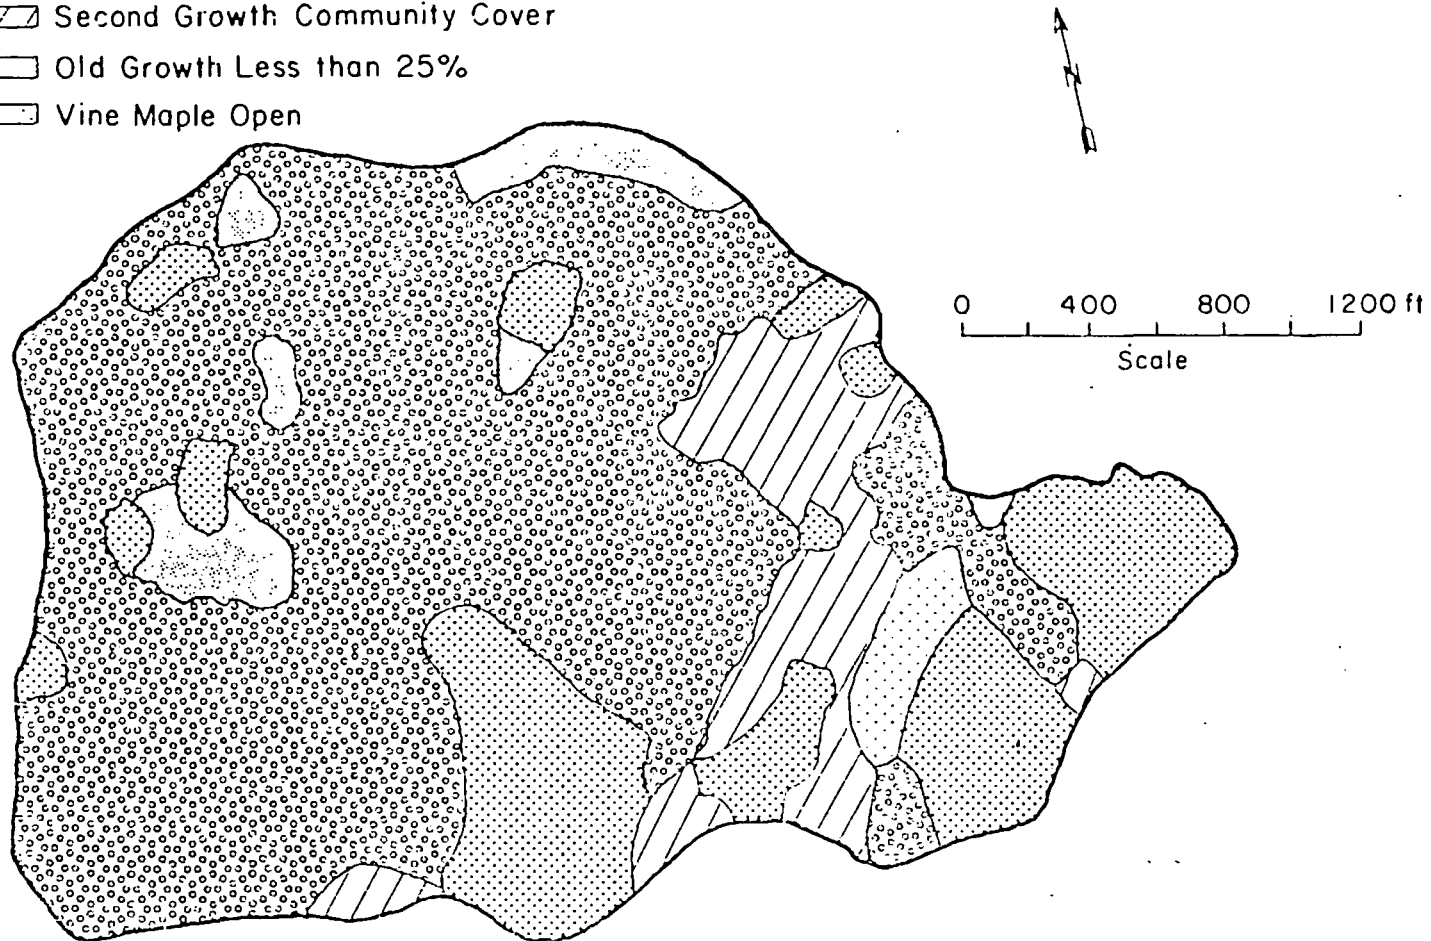 Second Growth Community Cover
Old Growth Less than 25%
Vine Maple Open
N
0 400 800 1200 ft
Scale